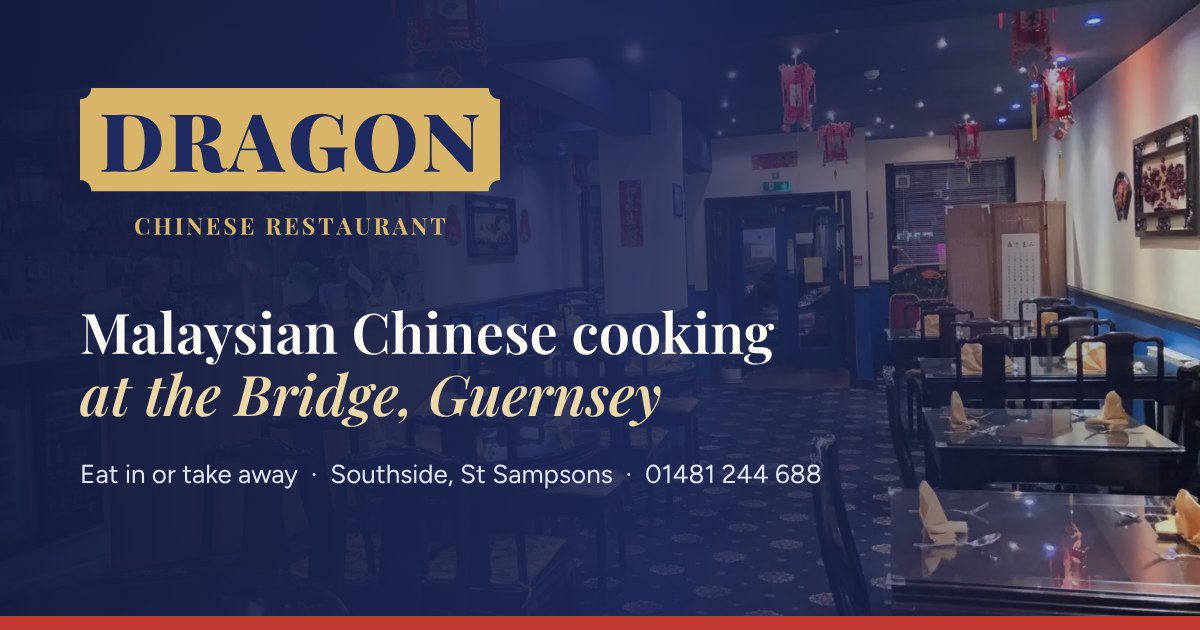 DRAGON
CHINESE RESTAURANT
Malaysian Chinese cooking
at the Bridge, Guernsey
Eat in or take away · Southside, St Sampsons · 01481 244 688